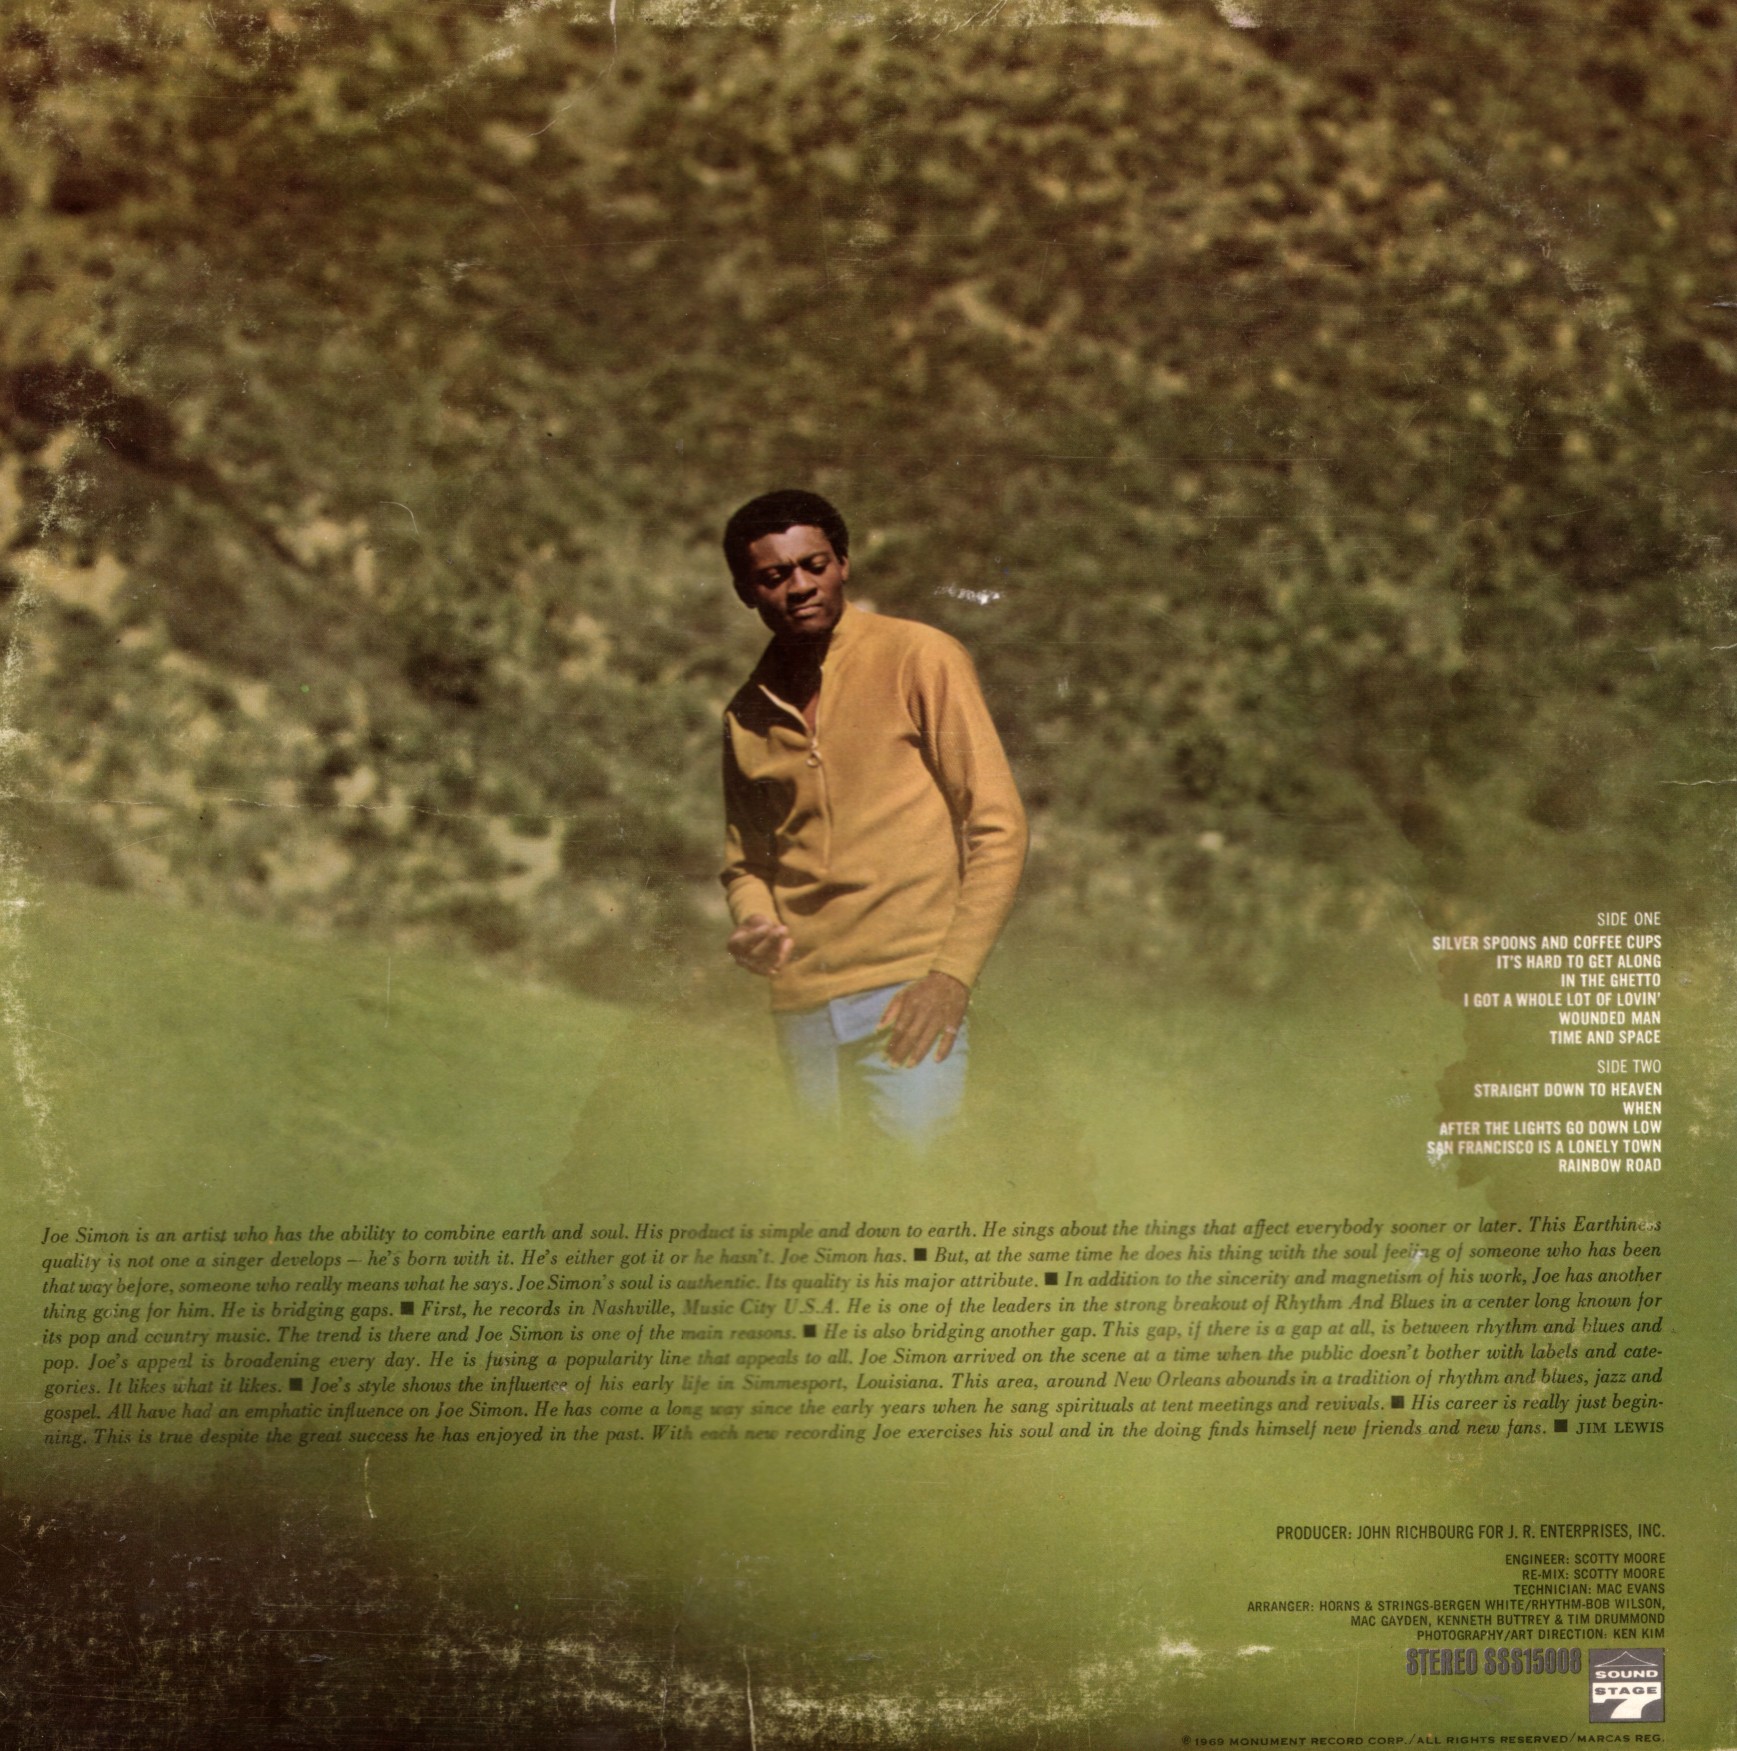 SIDE ONE
SILVER SPOONS AND COFFEE CUPS
IT'S HARD TO GET ALONG
IN THE GHETTO
I GOT A WHOLE LOT OF LOVIN'
WOUNDED MAN
TIME AND SPACE
SIDE TWO
STRAIGHT DOWN TO HEAVEN
WHEN
AFTER THE LIGHTS GO DOWN LOW
SAN FRANCISCO IS A LONELY TOWN
RAINBOW ROAD
Joe Simon is an artist who has the ability to combine earth and soul. His product is simple and down to earth. He sings about the things that affect everybody sooner or later. This Earthiness
quality is not one a singer develops — he's born with it. He's either got it or he hasn't. Joe Simon has. ■ But, at the same time he does his thing with the soul feeling of someone who has been
that way before, someone who really means what he says. Joe Simon's soul is authentic. Its quality is his major attribute. ■ In addition to the sincerity and magnetism of his work, Joe has another
thing going for him. He is bridging gaps. ■ First, he records in Nashville, Music City U.S.A. He is one of the leaders in the strong breakout of Rhythm And Blues in a center long known for
its pop and country music. The trend is there and Joe Simon is one of the main reasons. ■ He is also bridging another gap. This gap, if there is a gap at all, is between rhythm and blues and
pop. Joe's appeal is broadening every day. He is fusing a popularity line that appeals to all. Joe Simon arrived on the scene at a time when the public doesn't bother with labels and cate-
gories. It likes what it likes. ■ Joe's style shows the influence of his early life in Simmesport, Louisiana. This area, around New Orleans abounds in a tradition of rhythm and blues, jazz and
gospel. All have had an emphatic influence on Joe Simon. He has come a long way since the early years when he sang spirituals at tent meetings and revivals. ■ His career is really just begin-
ning. This is true despite the great success he has enjoyed in the past. With each new recording Joe exercises his soul and in the doing finds himself new friends and new fans. ■ JIM LEWIS
PRODUCER: JOHN RICHBOURG FOR J. R. ENTERPRISES, INC.
ENGINEER: SCOTTY MOORE
RE-MIX: SCOTTY MOORE
TECHNICIAN: MAC EVANS
ARRANGER: HORNS & STRINGS-BERGEN WHITE/RHYTHM-BOB WILSON,
MAC GAYDEN, KENNETH BUTTREY & TIM DRUMMOND
PHOTOGRAPHY/ART DIRECTION: KEN KIM
STEREO SSS15008
SOUND
STAGE
7
℗ 1969 MONUMENT RECORD CORP./ALL RIGHTS RESERVED/MARCAS REG.